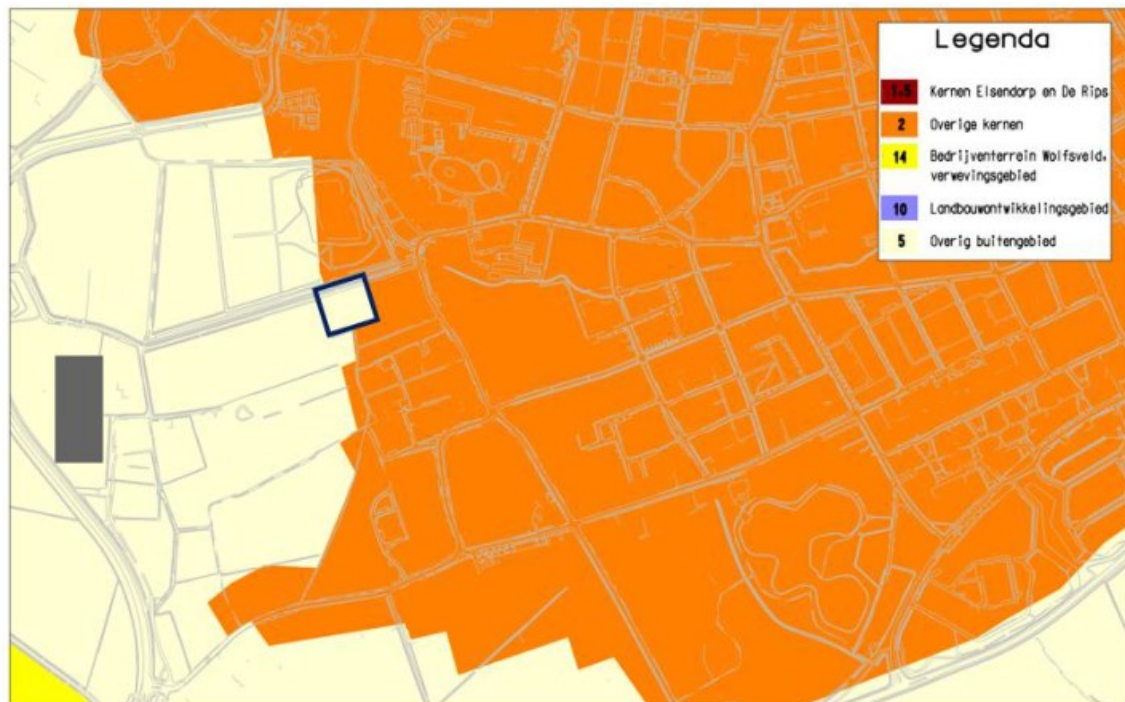 Legenda
1.5 Kernen Elsendorp en De Rips
2 Overige kernen
14 Bedrijventerrein Wolfsveld.
verwevingsgebied
10 Landbouwontwikkelingsgebied
5 Overig buitengebied